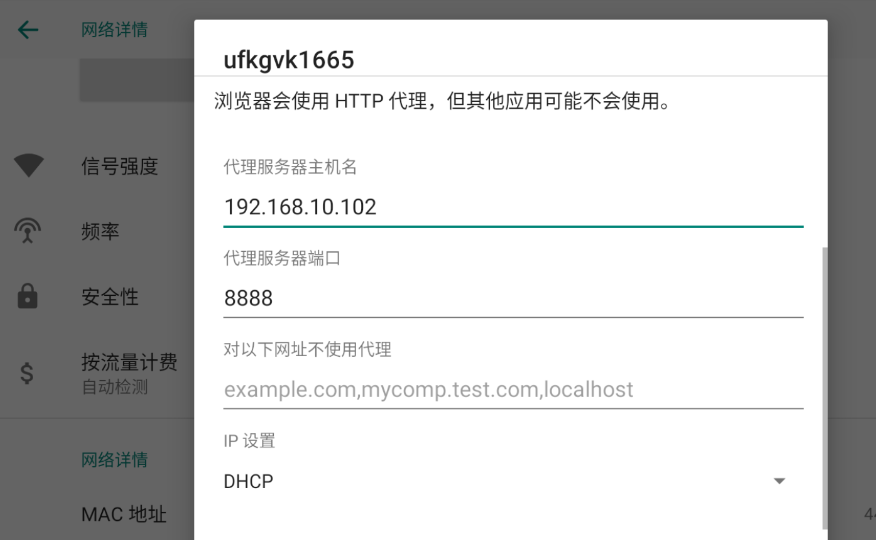 网络详情
ufkgvk1665
浏览器会使用 HTTP 代理，但其他应用可能不会使用。
代理服务器主机名
192.168.10.102
代理服务器端口
8888
对以下网址不使用代理
example.com,mycomp.test.com,localhost
IP 设置
DHCP
信号强度
频率
安全性
按流量计费
自动检测
网络详情
MAC 地址